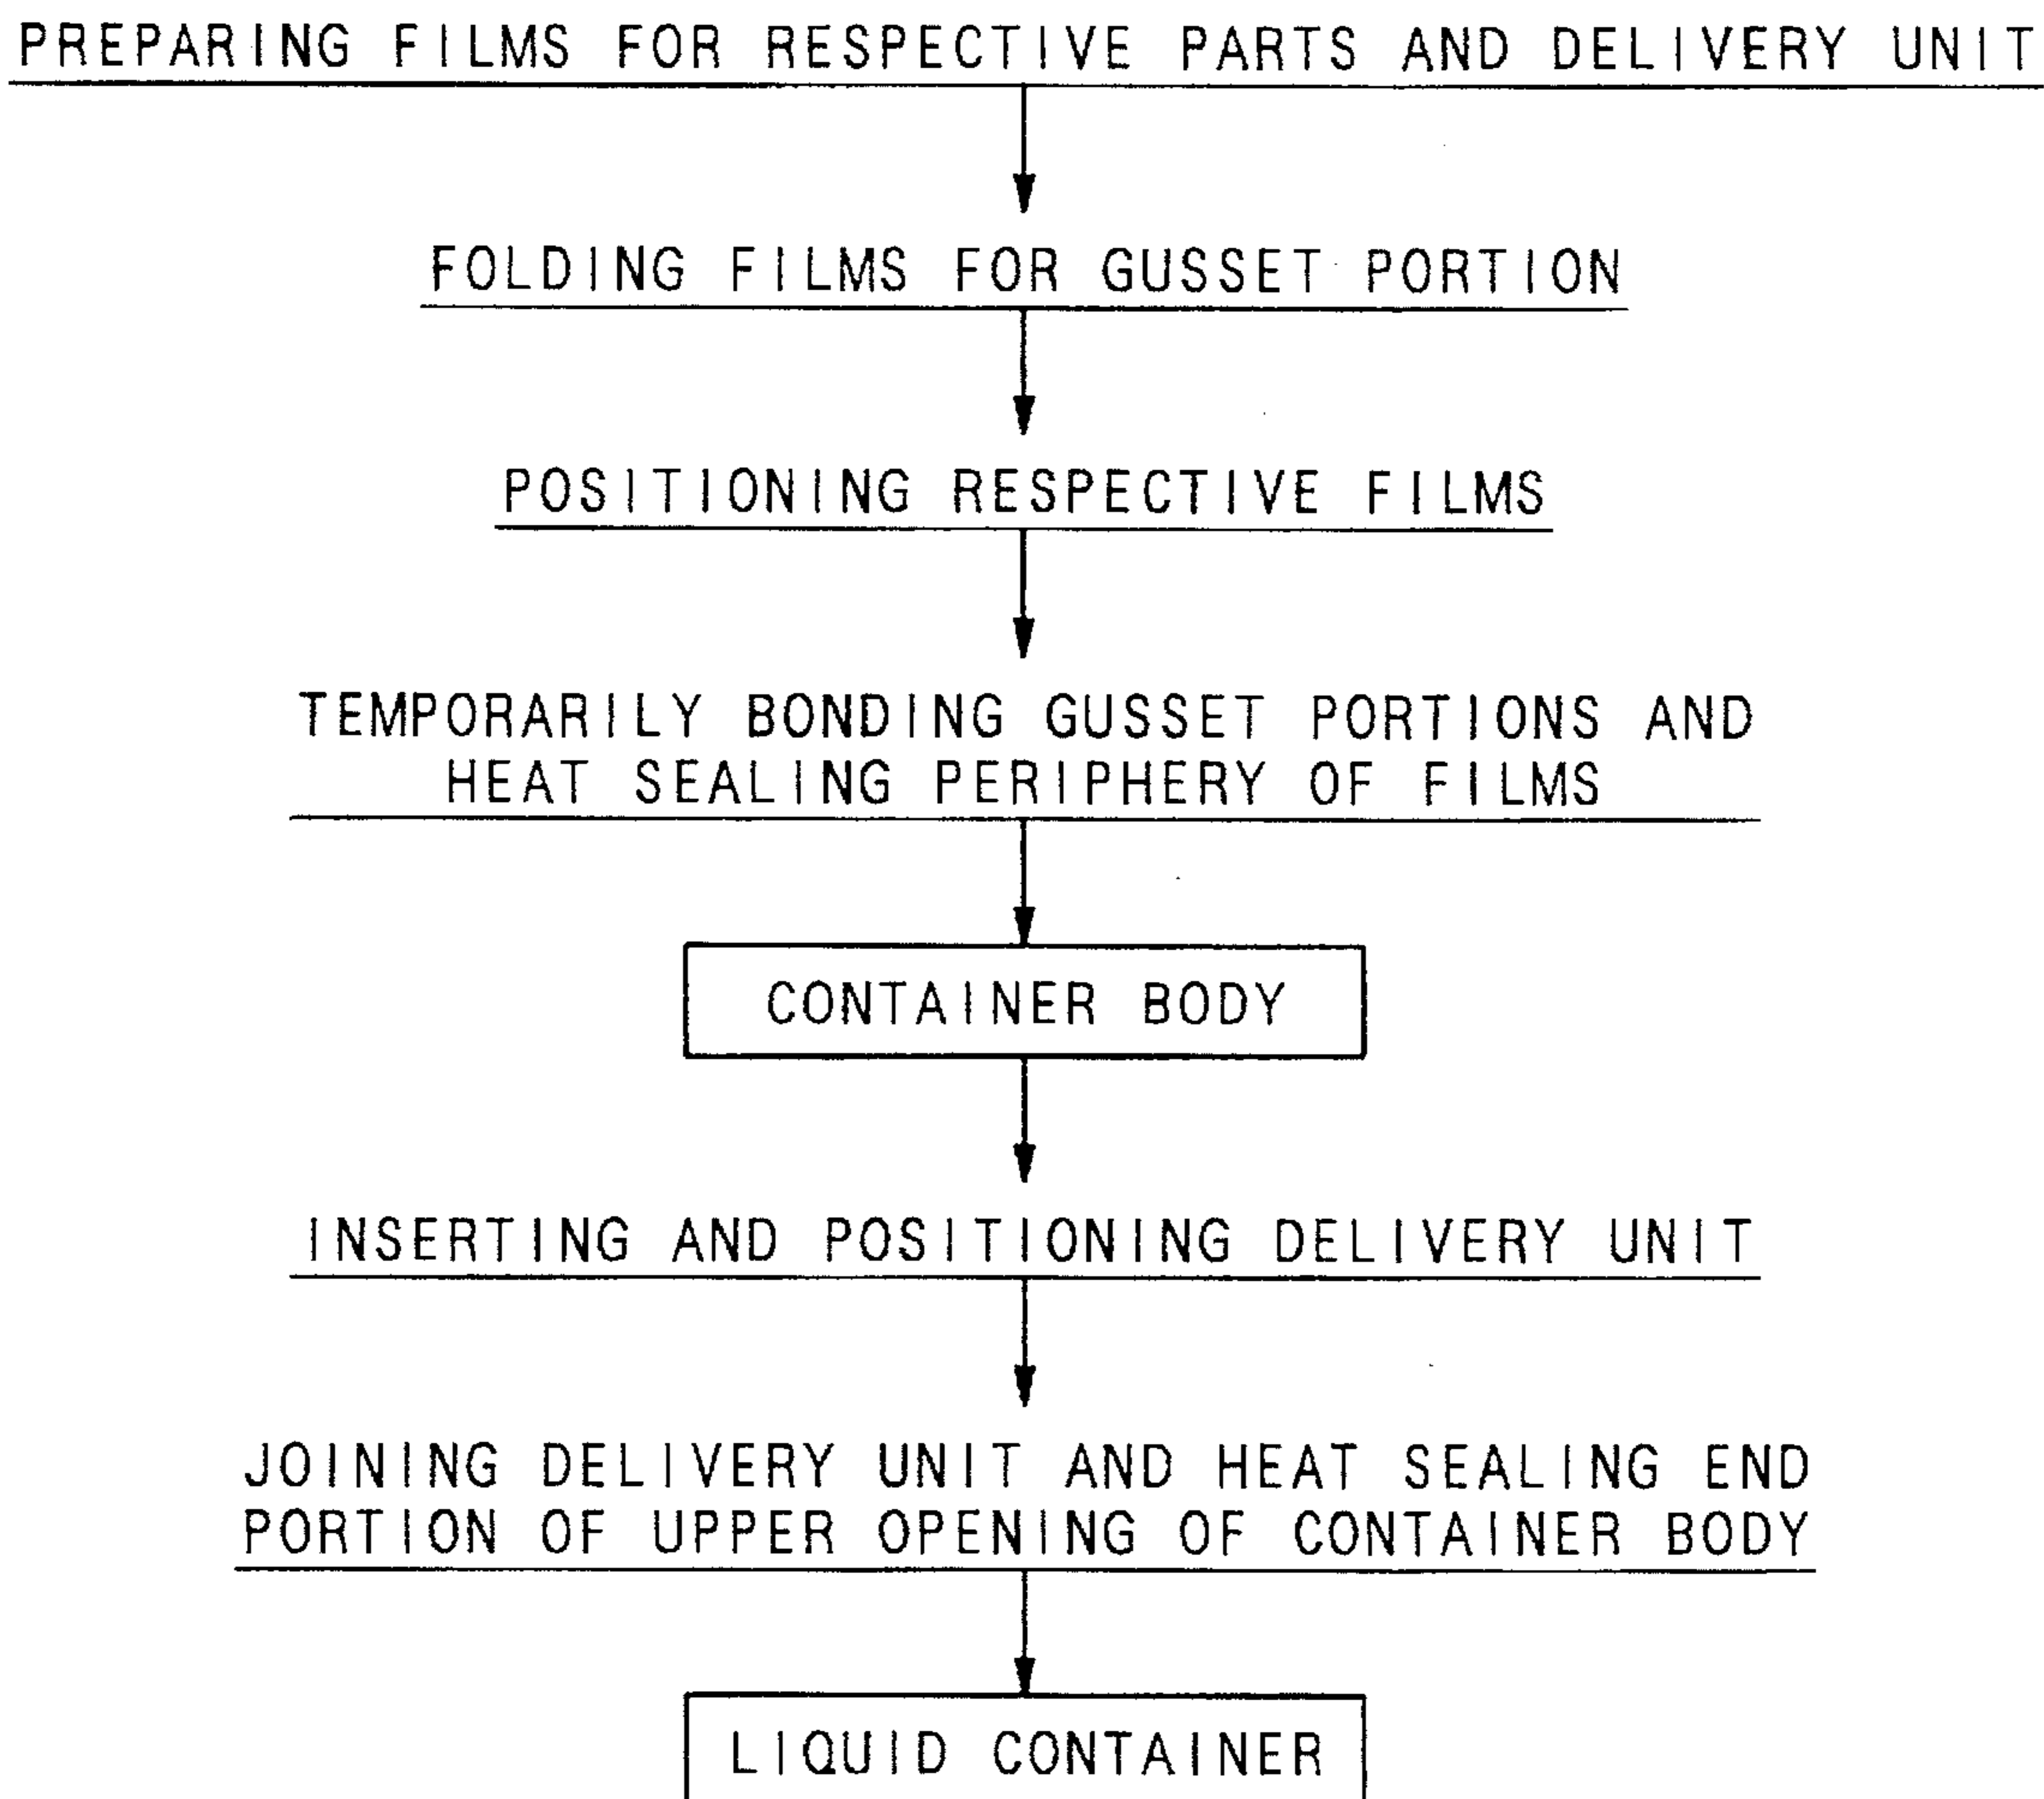 PREPARING FILMS FOR RESPECTIVE PARTS AND DELIVERY UNIT
FOLDING FILMS FOR GUSSET PORTION
POSITIONING RESPECTIVE FILMS
TEMPORARILY BONDING GUSSET PORTIONS AND
HEAT SEALING PERIPHERY OF FILMS
CONTAINER BODY
INSERTING AND POSITIONING DELIVERY UNIT
JOINING DELIVERY UNIT AND HEAT SEALING END
PORTION OF UPPER OPENING OF CONTAINER BODY
LIQUID CONTAINER